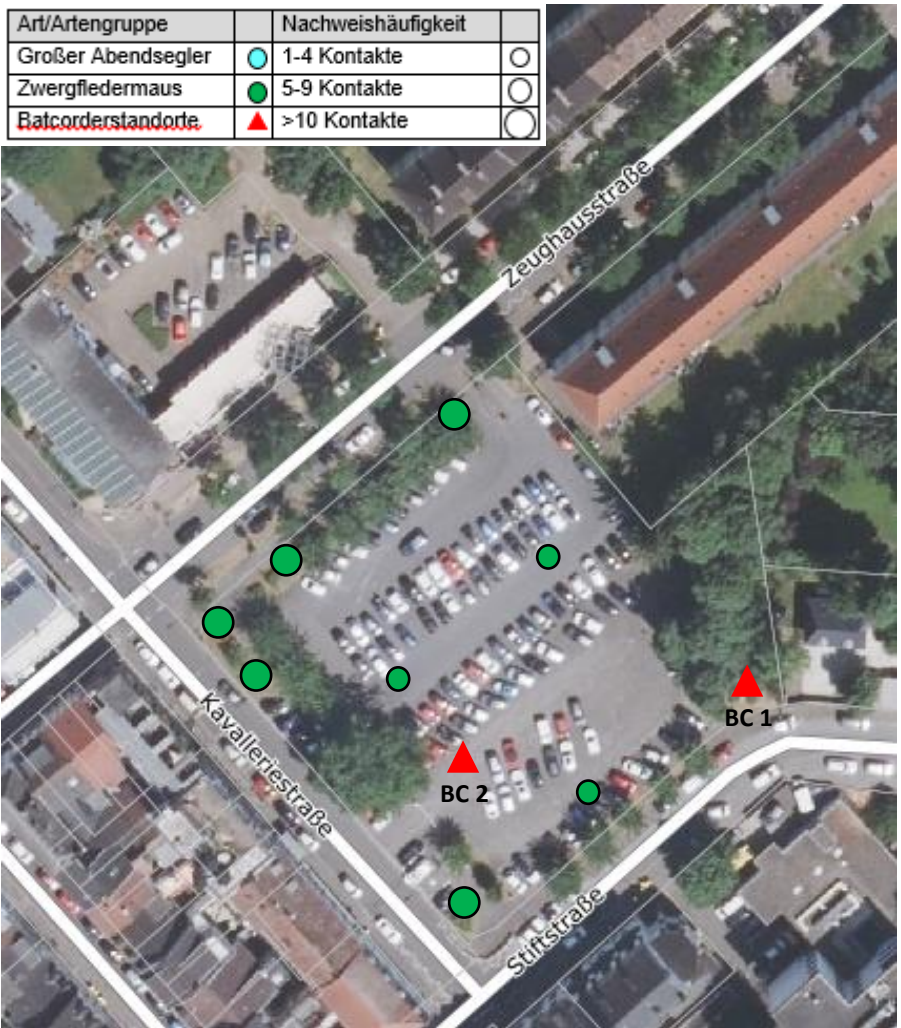 Art/Artengruppe Nachweishäufigkeit
Großer Abendsegler 1-4 Kontakte
Zwergfledermaus 5-9 Kontakte
Batcorderstandorte >10 Kontakte
Zeughausstraße
BC 1
Kavalleriestraße
BC 2
Stiftstraße